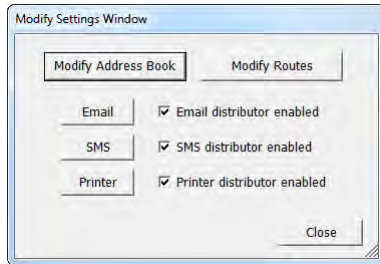 Modify Settings Window
Modify Address Book Modify Routes
Email Email distributor enabled
SMS SMS distributor enabled
Printer Printer distributor enabled
Close